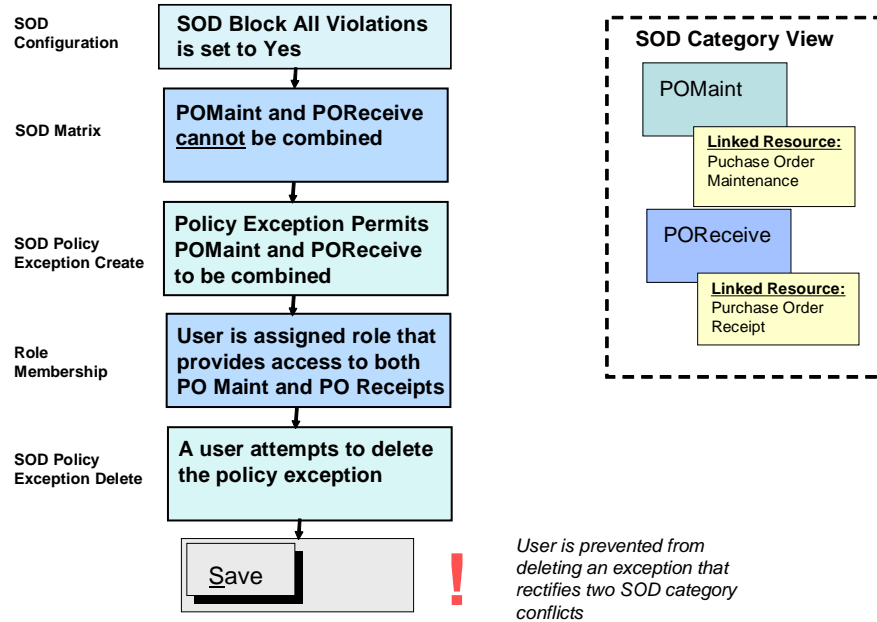 SOD
Configuration
SOD Block All Violations
is set to Yes
SOD Matrix
POMaint and POReceive
cannot be combined
SOD Policy
Exception Create
Policy Exception Permits
POMaint and POReceive
to be combined
Role
Membership
User is assigned role that
provides access to both
PO Maint and PO Receipts
SOD Policy
Exception Delete
A user attempts to delete
the policy exception
Save
!
User is prevented from
deleting an exception that
rectifies two SOD category
conflicts
SOD Category View
POMaint
Linked Resource:
Puchase Order
Maintenance
POReceive
Linked Resource:
Purchase Order
Receipt